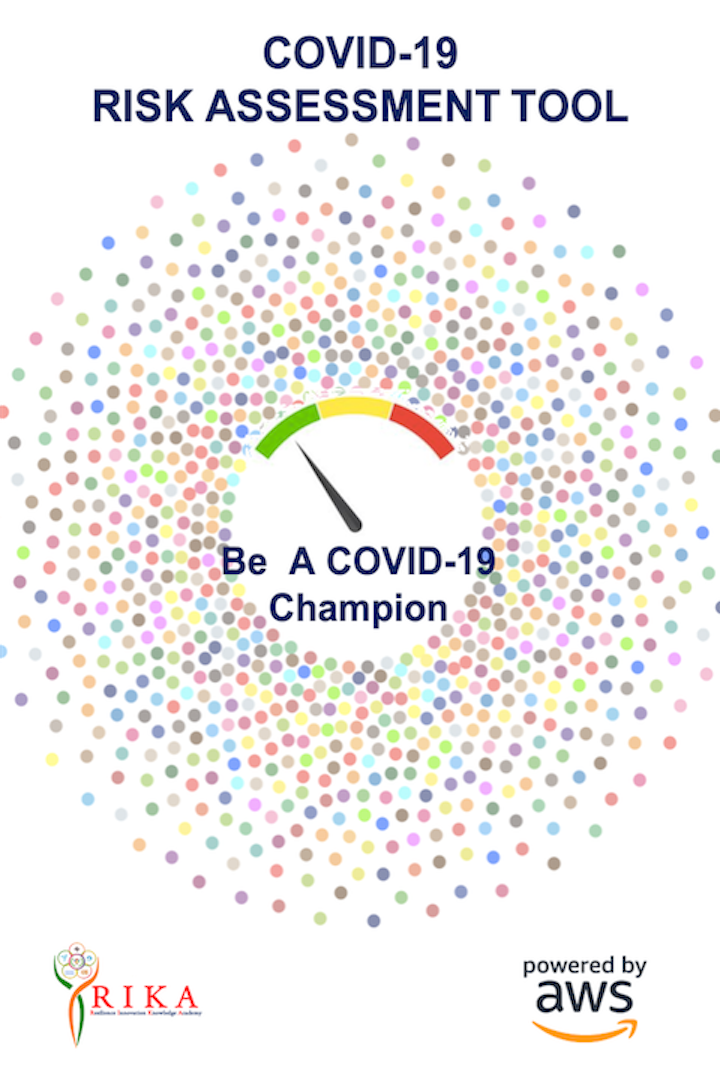 COVID-19
RISK ASSESSMENT TOOL
Be A COVID-19
Champion
RIKA
Resilience Innovation Knowledge Academy
powered by
aws